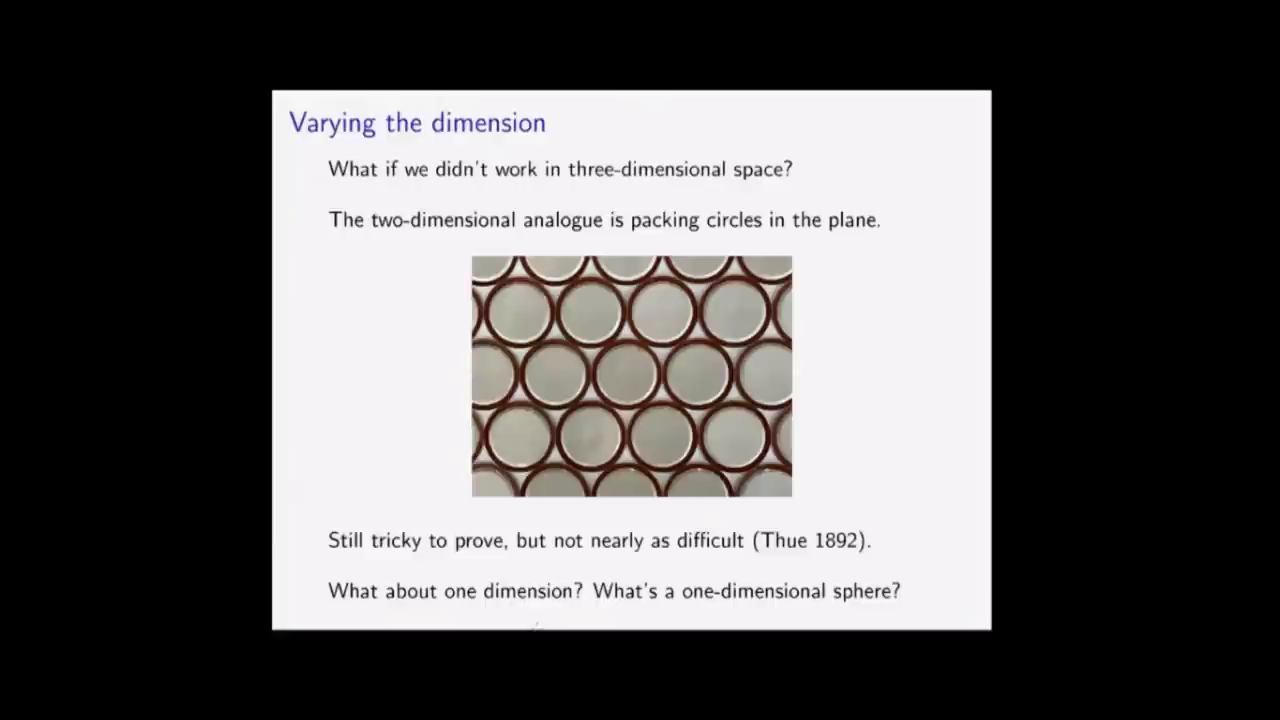 Varying the dimension
What if we didn't work in three-dimensional space?
The two-dimensional analogue is packing circles in the plane.
Still tricky to prove, but not nearly as difficult (Thue 1892).
What about one dimension? What's a one-dimensional sphere?